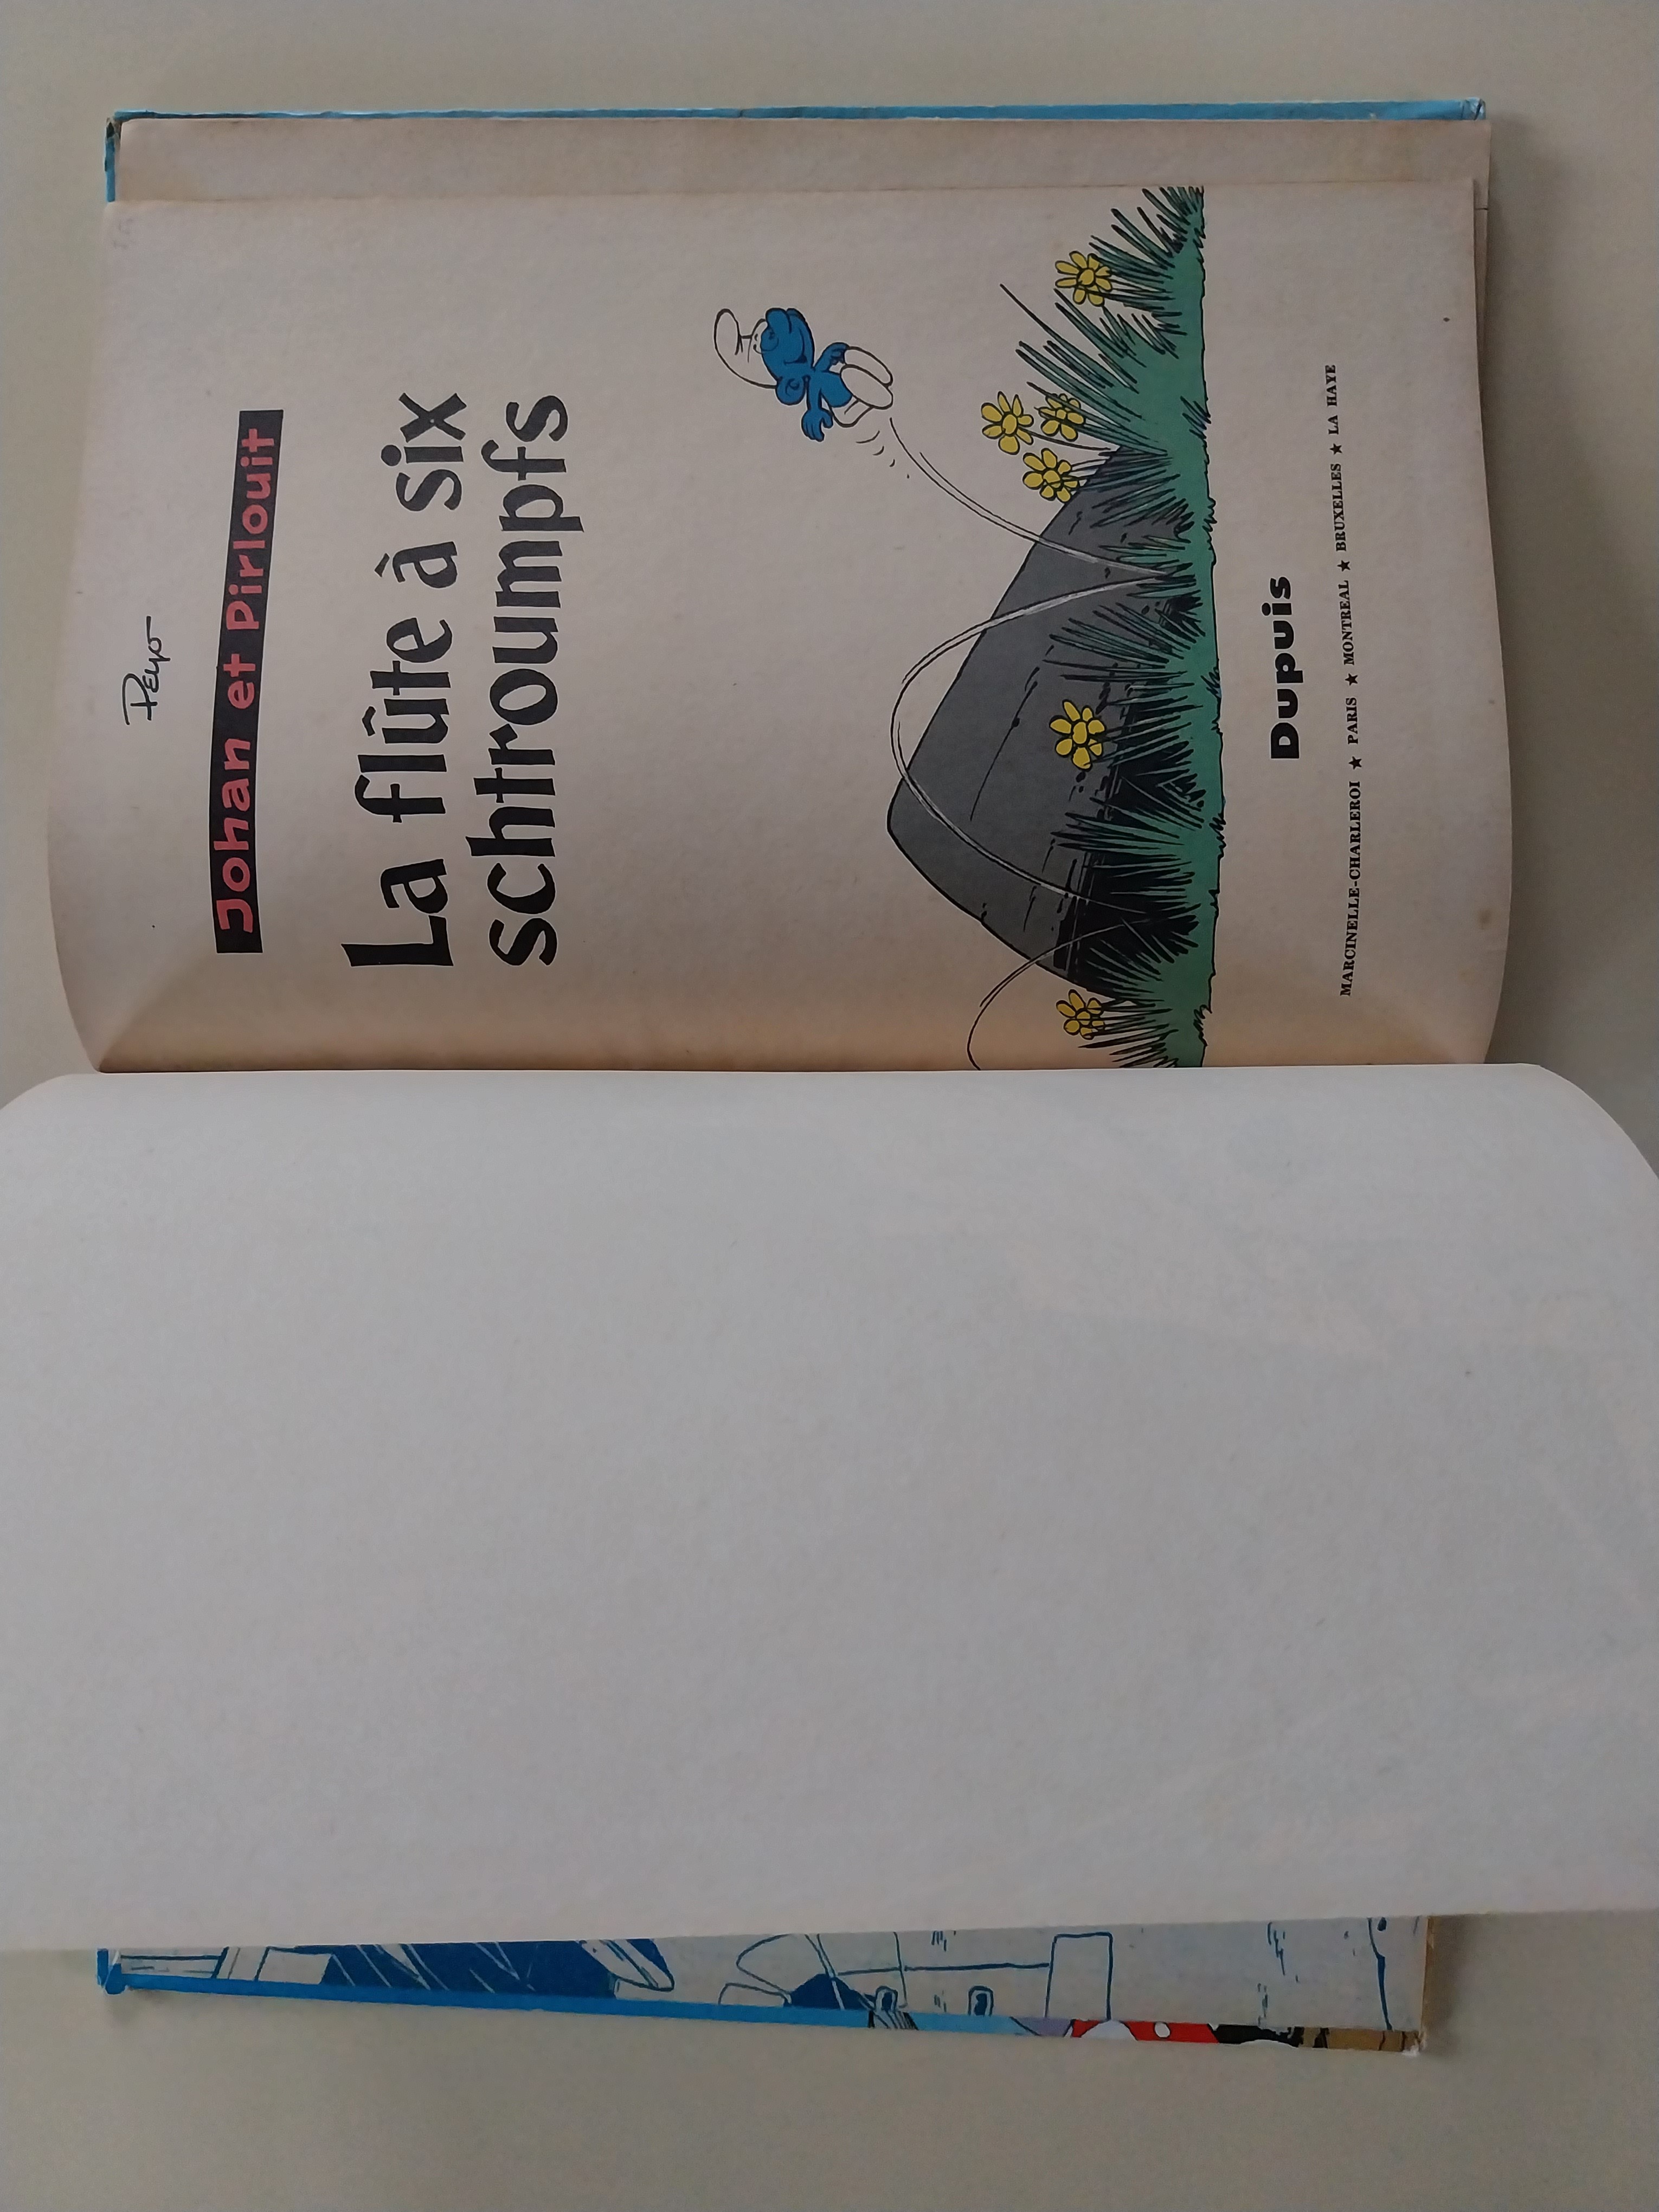 Peyo
Johan et Pirlouit
La flûte à six
schtroumpfs
Dupuis
MARCINELLE-CHARLEROI ★ PARIS ★ MONTREAL ★ BRUXELLES ★ LA HAYE